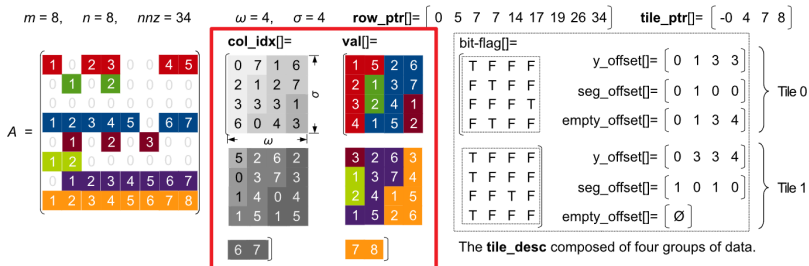 m = 8, n = 8, nnz = 34 ω = 4, σ = 4 row_ptr[]= [ 0 5 7 7 14 17 19 26 34 ] tile_ptr[]= [ -0 4 7 8 ]
col_idx[]= val[]= bit-flag[]=
A =
1 0 2 3 0 0 4 5
0 1 0 2 0 0 0 0
0 0 0 0 0 0 0 0
1 2 3 4 5 0 6 7
0 1 0 2 0 3 0 0
1 2 0 0 0 0 0 0
0 1 2 3 4 5 6 7
1 2 3 4 5 6 7 8
0 7 1 6
2 1 2 7
3 3 3 1
6 0 4 3
σ
ω
5 2 6 2
0 3 7 3
1 4 0 4
1 5 1 5
6 7
1 5 2 6
2 1 3 7
3 2 4 1
4 1 5 2
3 2 6 3
1 3 7 4
2 4 1 5
1 5 2 6
7 8
T F F F
F T F F
F F F T
F T F F
y_offset[]= [ 0 1 3 3 ]
seg_offset[]= [ 0 1 0 0 ]
empty_offset[]= [ 0 1 3 4 ]
Tile 0
T F F F
T F F F
F F T F
T F F F
y_offset[]= [ 0 3 3 4 ]
seg_offset[]= [ 1 0 1 0 ]
empty_offset[]= [ Ø ]
Tile 1
The tile_desc composed of four groups of data.